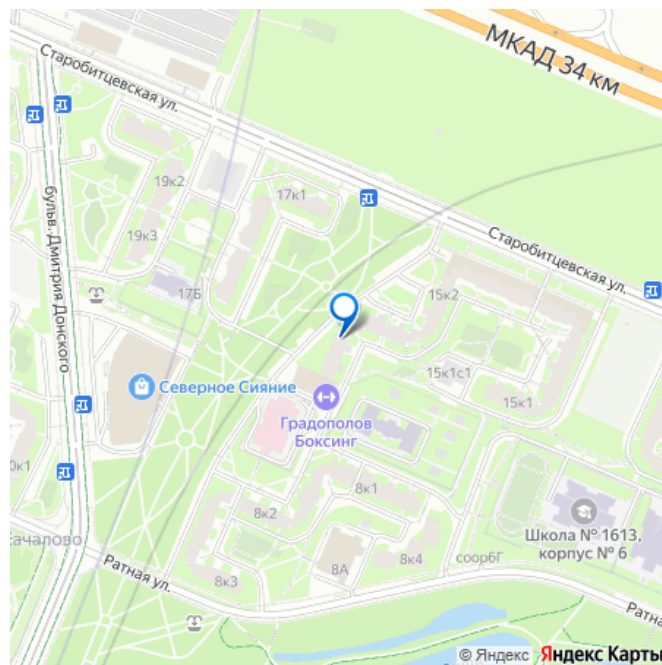 МКАД 34 км
Старобитцевская ул.
19к2
17к1
бульв. Дмитрия Донского
19к3
Старобитцевская ул.
17Б
15к2
15к1с1
Северное Сияние
15к1
Градополов
Боксинг
8к1
8к2
Школа № 1613,
корпус № 6
Ратная ул.
8А
8к4
соор6Г
8к3
© Яндекс Яндекс Карты